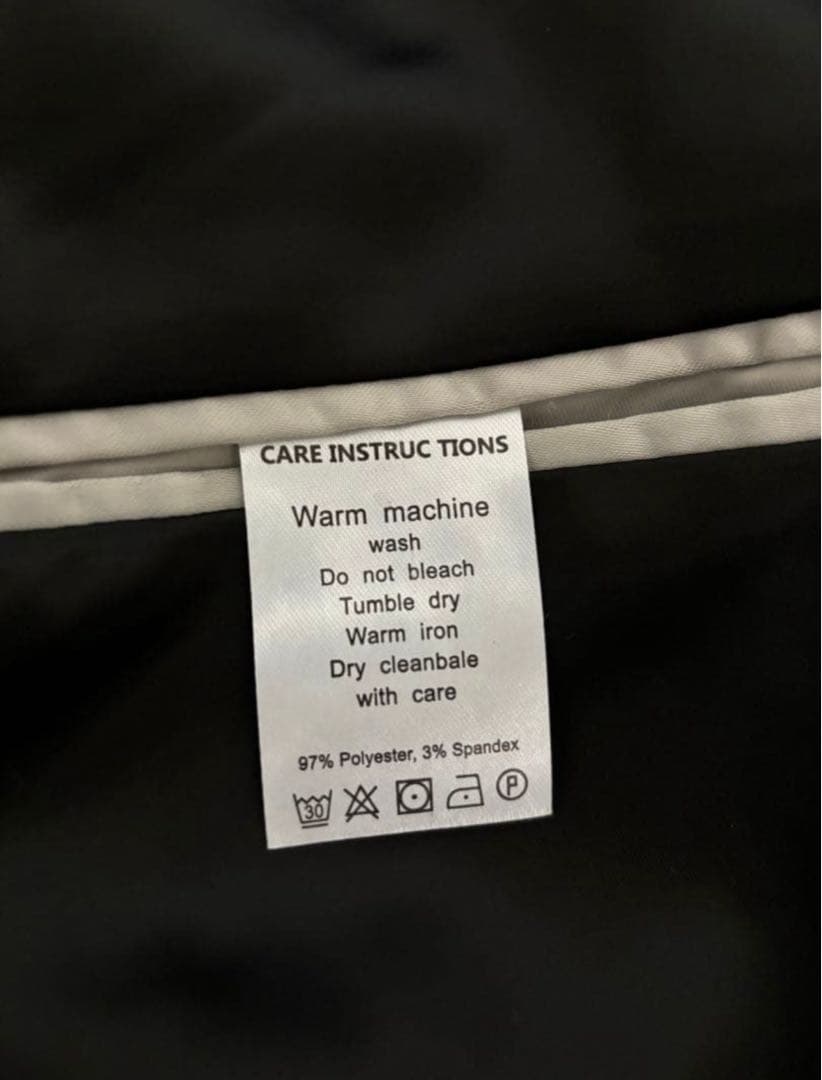 CARE INSTRUC TIONS
Warm machine
wash
Do not bleach
Tumble dry
Warm iron
Dry cleanbale
with care
97% Polyester, 3% Spandex
30 P